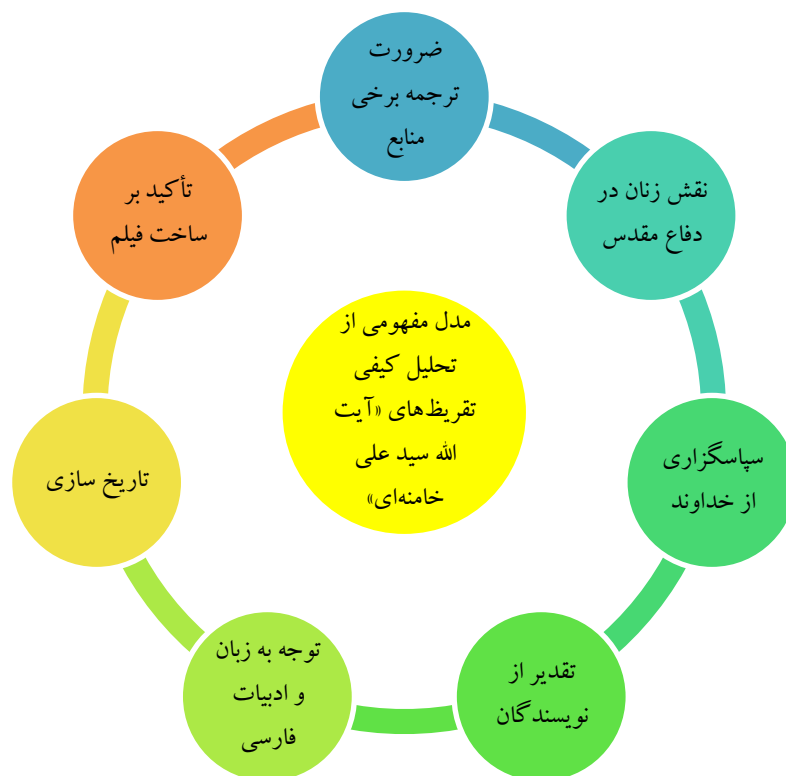 ضرورت
ترجمه برخی
منابع
نقش زنان در
دفاع مقدس
سپاسگزاری
از خداوند
تقدیر از
نویسندگان
توجه به زبان
و ادبیات
فارسی
تاریخ سازی
تأکید بر
ساخت فیلم
مدل مفهومی از
تحلیل کیفی
تقریظ‌های «آیت
الله سید علی
خامنه‌ای»